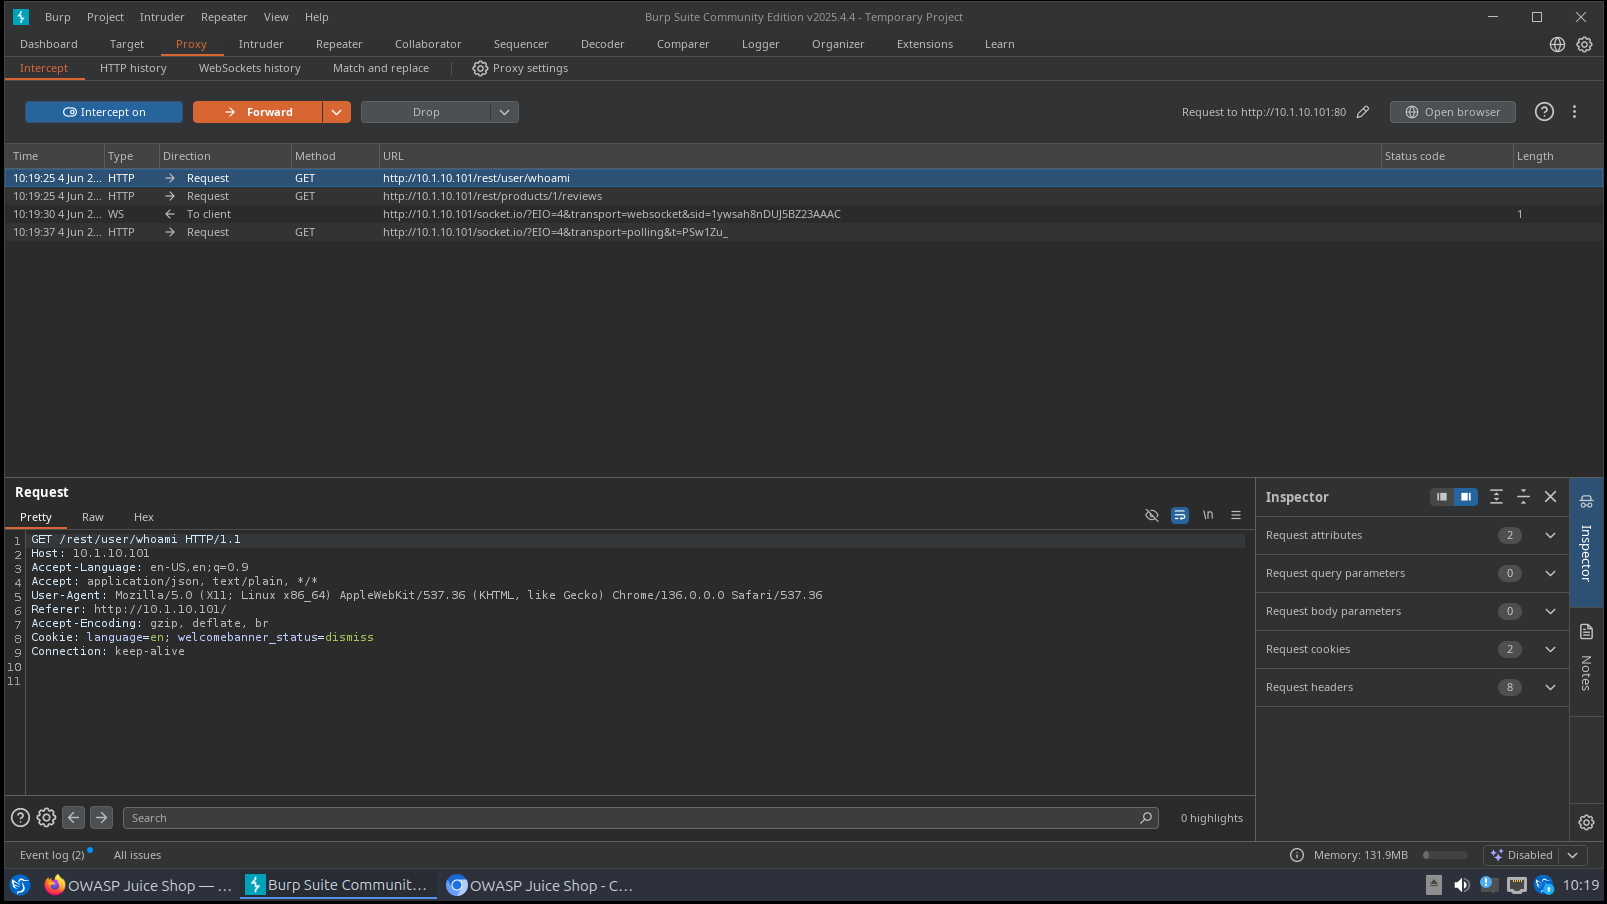 Burp Project Intruder Repeater View Help Burp Suite Community Edition v2025.4.4 - Temporary Project
Dashboard Target Proxy Intruder Repeater Collaborator Sequencer Decoder Comparer Logger Organizer Extensions Learn
Intercept HTTP history WebSockets history Match and replace Proxy settings
Intercept on Forward Drop Request to http://10.1.10.101:80 Open browser
Time Type Direction Method URL Status code Length
10:19:25 4 Jun 2... HTTP → Request GET http://10.1.10.101/rest/user/whoami
10:19:25 4 Jun 2... HTTP → Request GET http://10.1.10.101/rest/products/1/reviews
10:19:30 4 Jun 2... WS ← To client http://10.1.10.101/socket.io/?EIO=4&transport=websocket&sid=1ywsah8nDUJ5BZ23AAAC 1
10:19:37 4 Jun 2... HTTP → Request GET http://10.1.10.101/socket.io/?EIO=4&transport=polling&t=PSw1Zu_
Request
Pretty Raw Hex \n
1 GET /rest/user/whoami HTTP/1.1
2 Host: 10.1.10.101
3 Accept-Language: en-US,en;q=0.9
4 Accept: application/json, text/plain, */*
5 User-Agent: Mozilla/5.0 (X11; Linux x86_64) AppleWebKit/537.36 (KHTML, like Gecko) Chrome/136.0.0.0 Safari/537.36
6 Referer: http://10.1.10.101/
7 Accept-Encoding: gzip, deflate, br
8 Cookie: language=en; welcomebanner_status=dismiss
9 Connection: keep-alive
10
11
Search 0 highlights
Inspector
Request attributes 2
Request query parameters 0
Request body parameters 0
Request cookies 2
Request headers 8
Inspector
Notes
Event log (2) All issues Memory: 131.9MB Disabled
OWASP Juice Shop — ... Burp Suite Communit... OWASP Juice Shop - C... 10:19